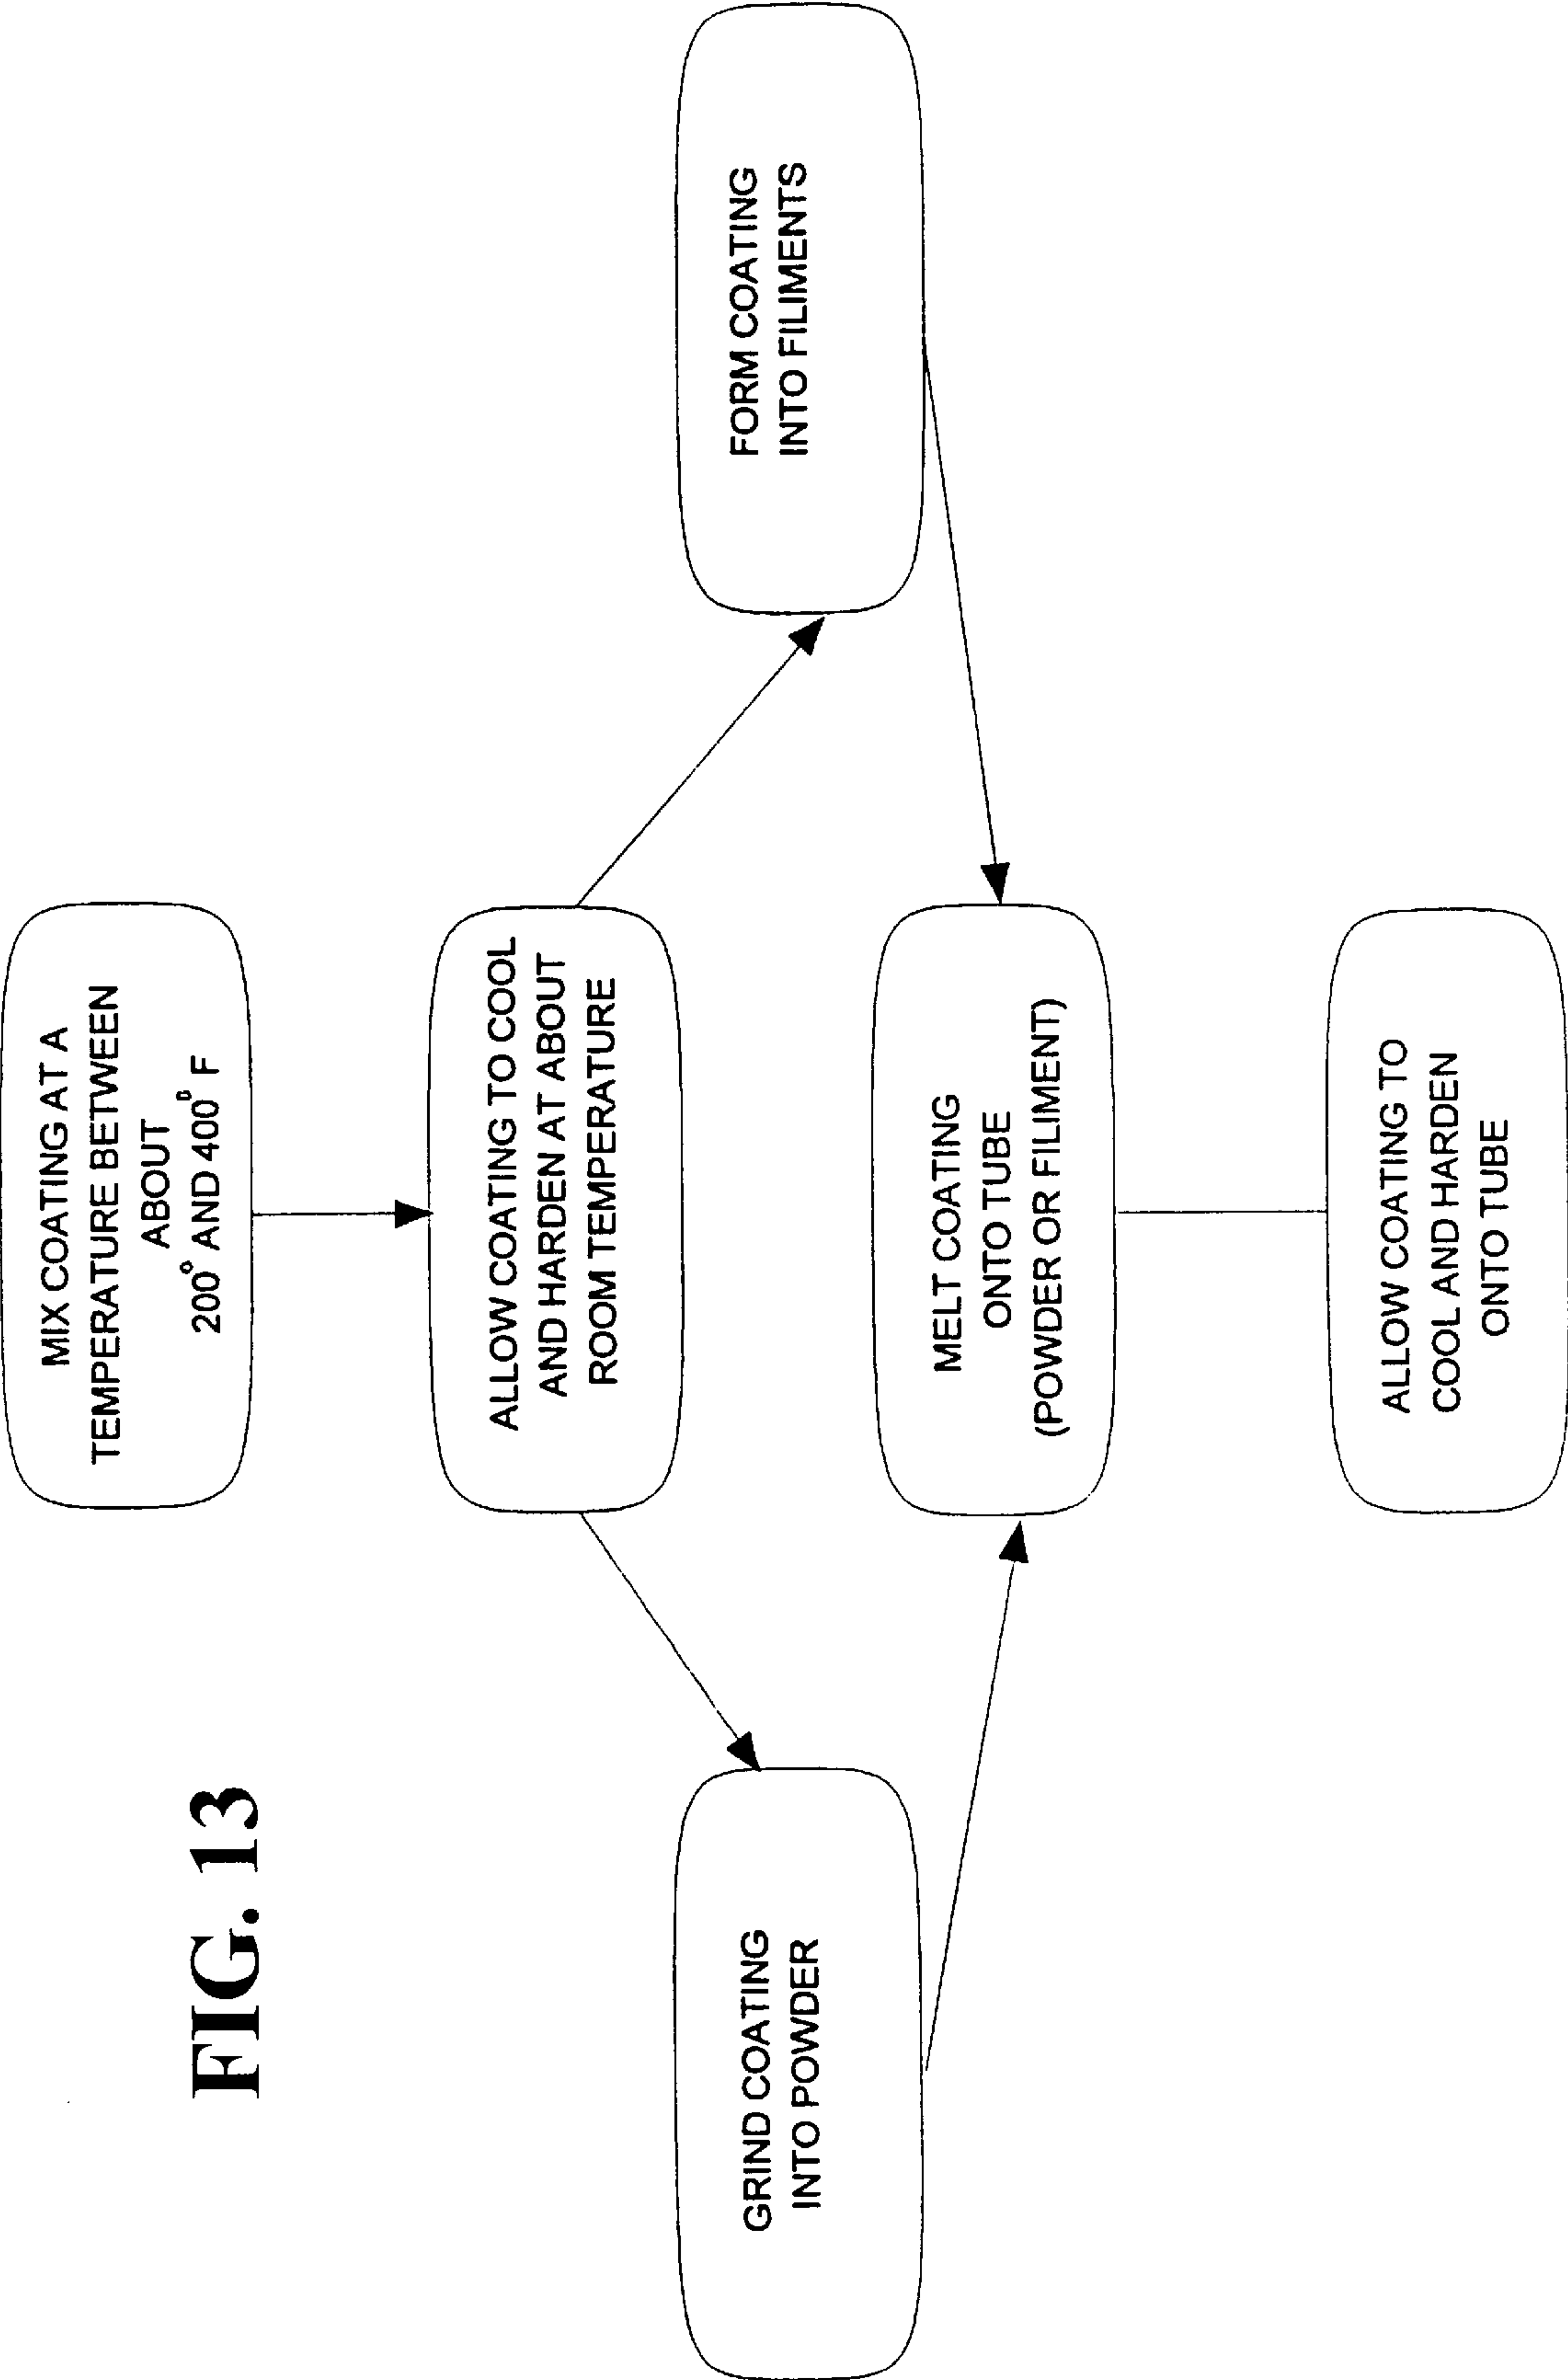 FIG. 13
MIX COATING AT A
TEMPERATURE BETWEEN
ABOUT
200° AND 400° F
ALLOW COATING TO COOL
AND HARDEN AT ABOUT
ROOM TEMPERATURE
GRIND COATING
INTO POWDER
FORM COATING
INTO FILIMENTS
MELT COATING
ONTO TUBE
(POWDER OR FILIMENT)
ALLOW COATING TO
COOL AND HARDEN
ONTO TUBE